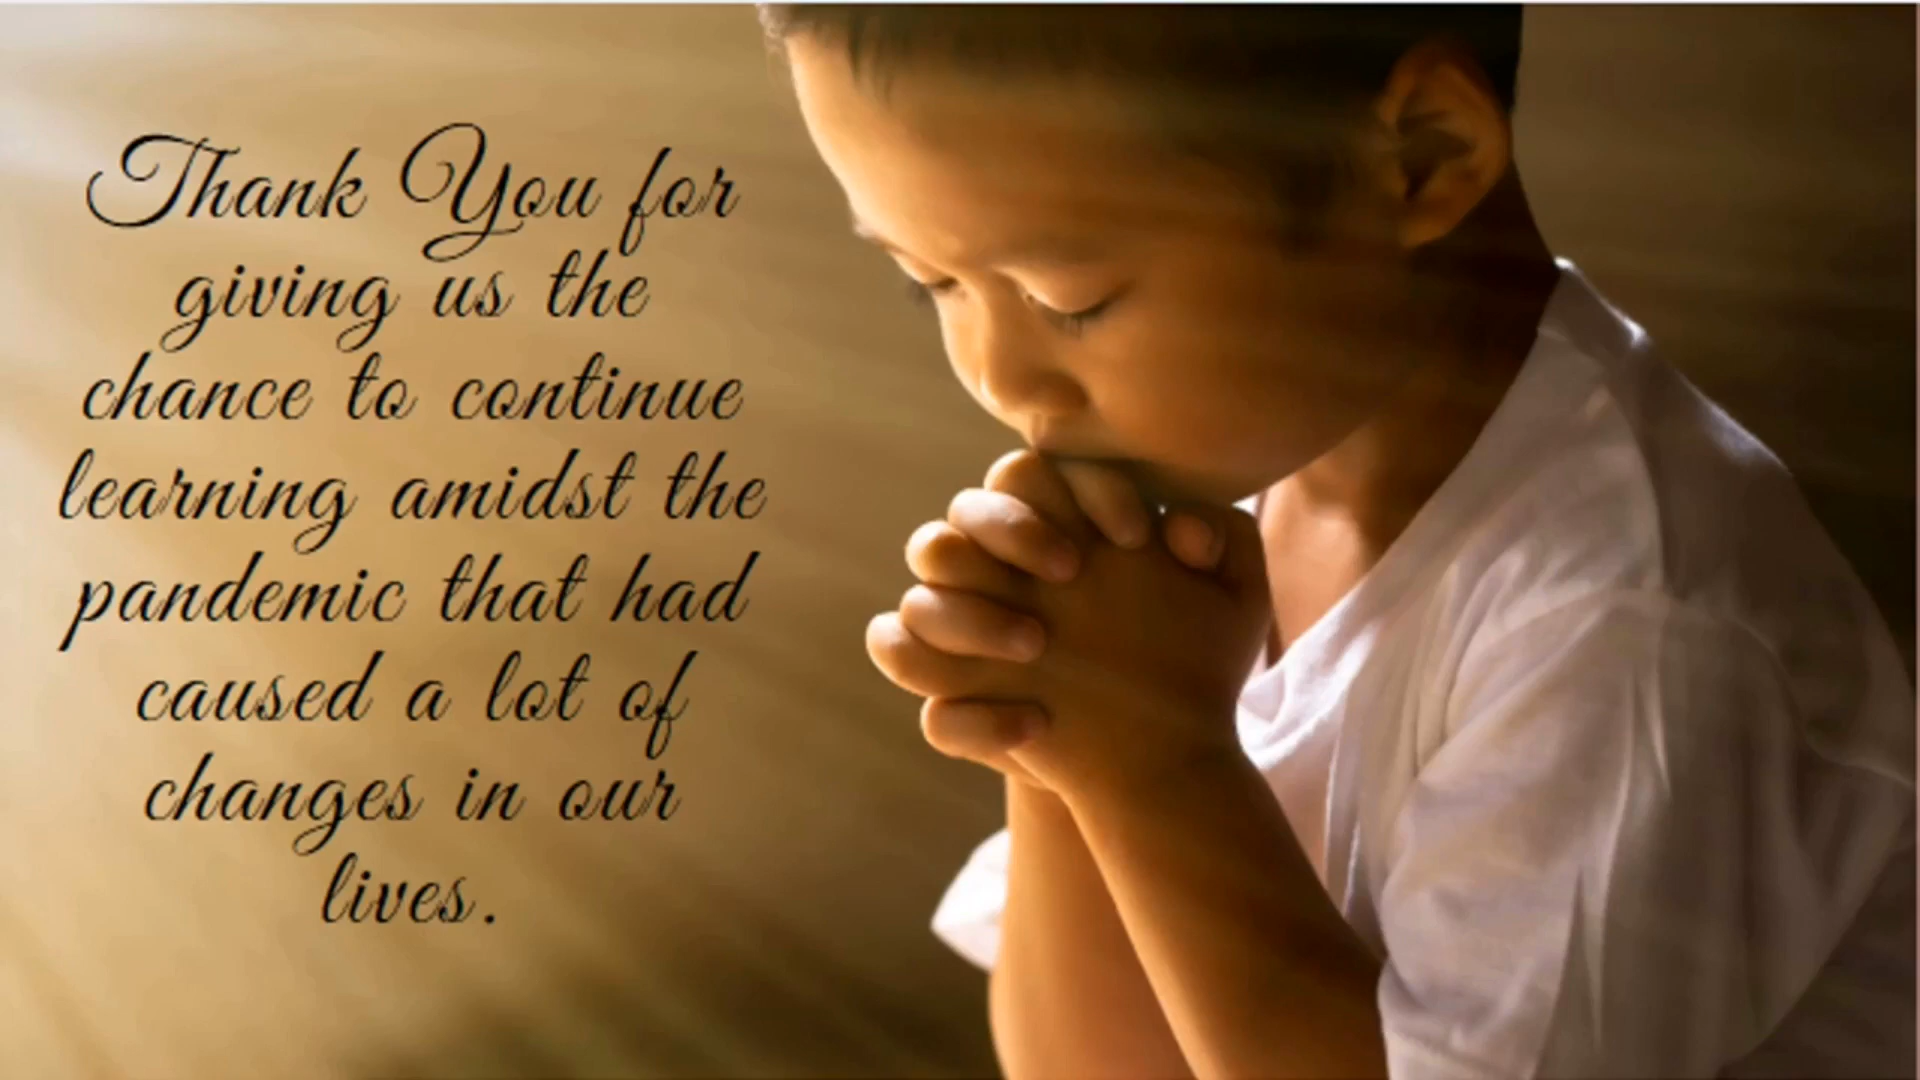 Thank You for
giving us the
chance to continue
learning amidst the
pandemic that had
caused a lot of
changes in our
lives.